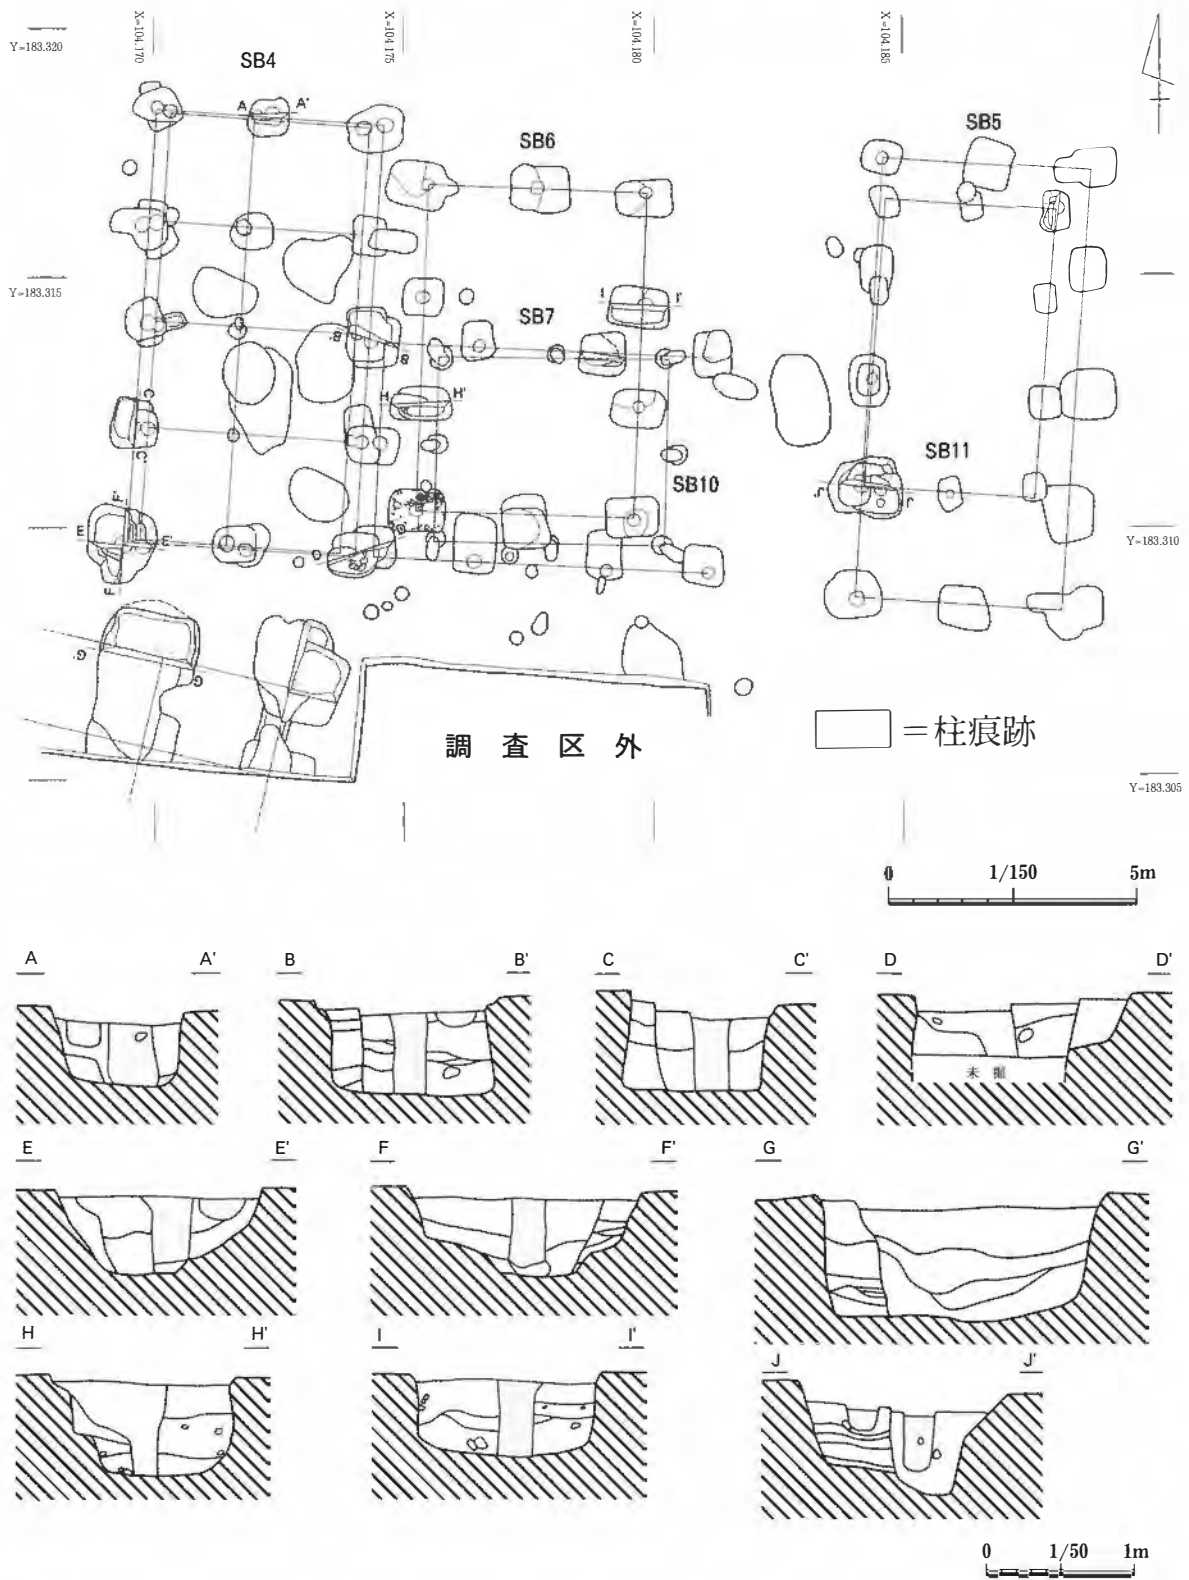 X=104.170
X=104.175
X=104.180
X=104.185
Y=183.320
SB4
A A'
SB6
SB5
Y=183.315
I I'
SB7
B' B
C
C'
H H'
SB11
SB10
J' J
F'
E E'
F
Y=183.310
G'
G
調査区外
=柱痕跡
Y=183.305
0 1/150 5m
A A' B B' C C' D D'
未掘
E E' F F' G G'
H H' I I' J J'
0 1/50 1m